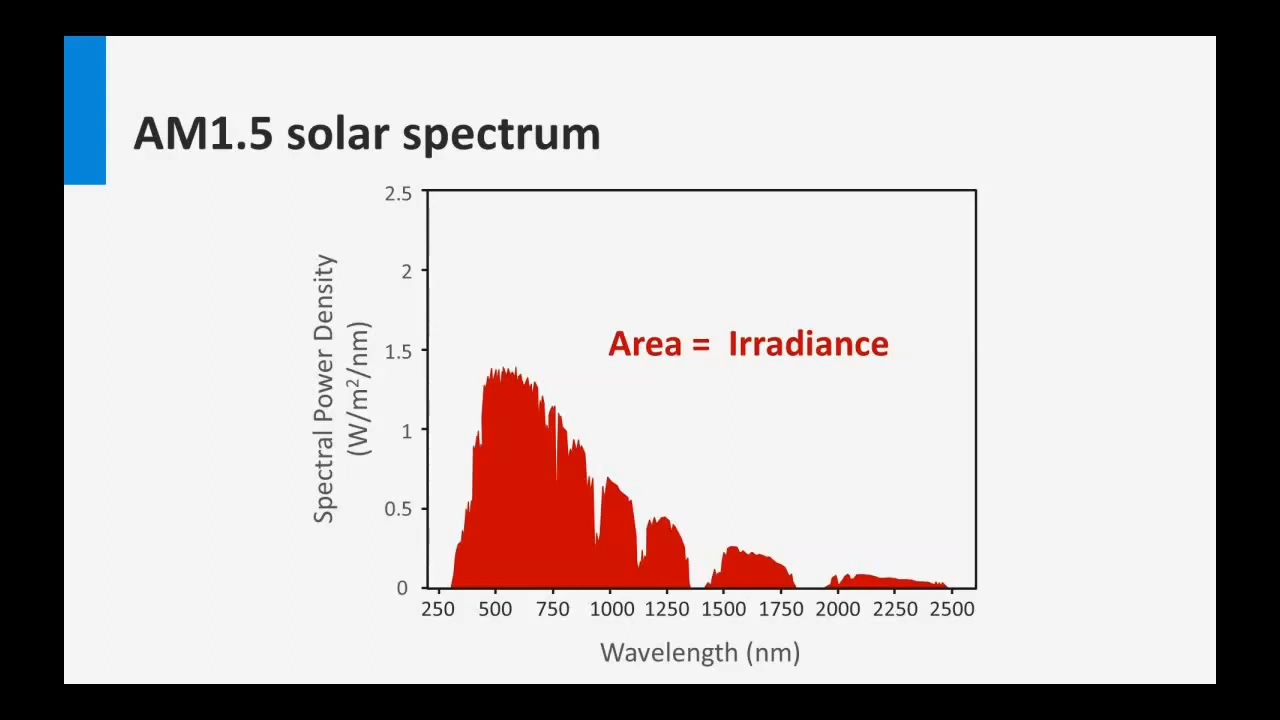 AM1.5 solar spectrum
2.5
2
1.5
1
0.5
0
Spectral Power Density
(W/m²/nm)
Area = Irradiance
250 500 750 1000 1250 1500 1750 2000 2250 2500
Wavelength (nm)